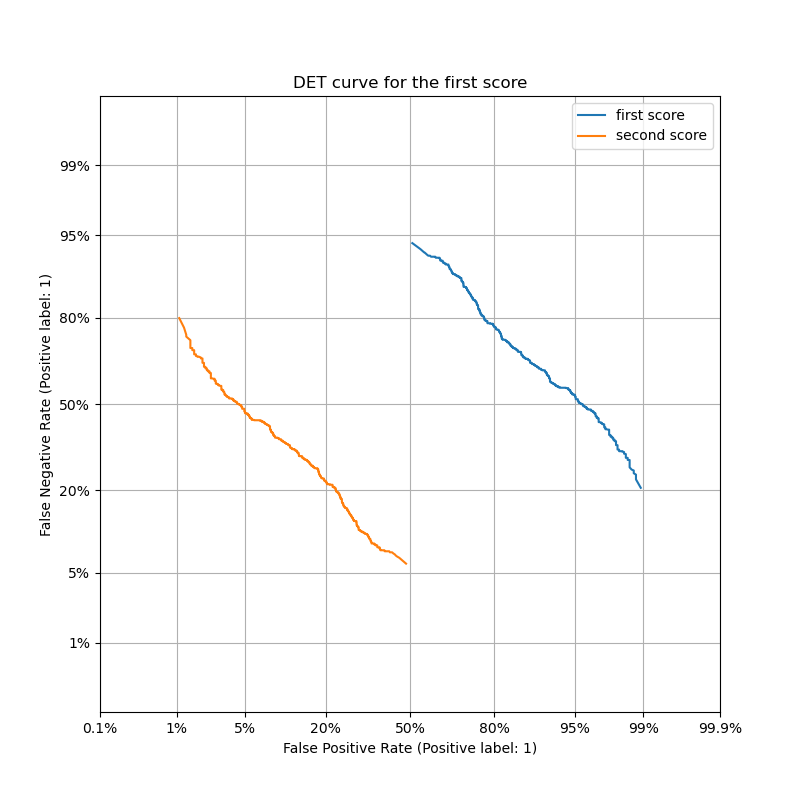 DET curve for the first score
first score
second score
False Negative Rate (Positive label: 1)
99%
95%
80%
50%
20%
5%
1%
0.1% 1% 5% 20% 50% 80% 95% 99% 99.9%
False Positive Rate (Positive label: 1)